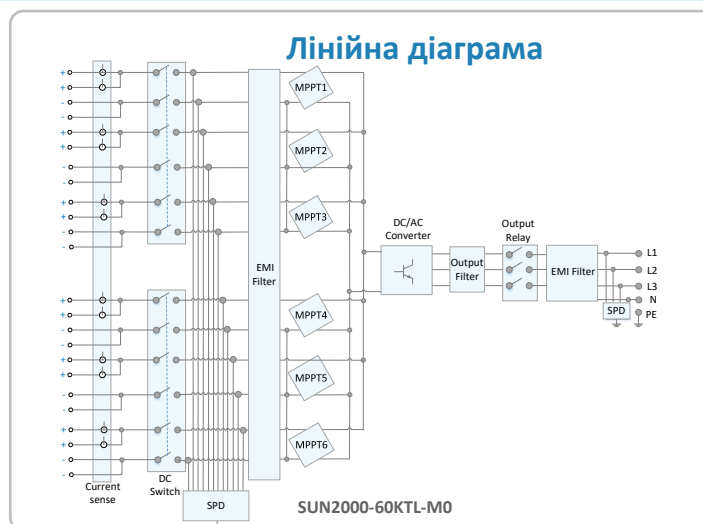 Лінійна діаграма
+
+
-
-
+
+
-
-
+
+
-
-
+
+
-
-
+
+
-
-
+
+
-
-
Current
sense
DC
Switch
SPD
EMI
Filter
MPPT1
MPPT2
MPPT3
MPPT4
MPPT5
MPPT6
DC/AC
Converter
Output
Filter
Output
Relay
EMI Filter
SPD
L1
L2
L3
N
PE
SUN2000-60KTL-M0